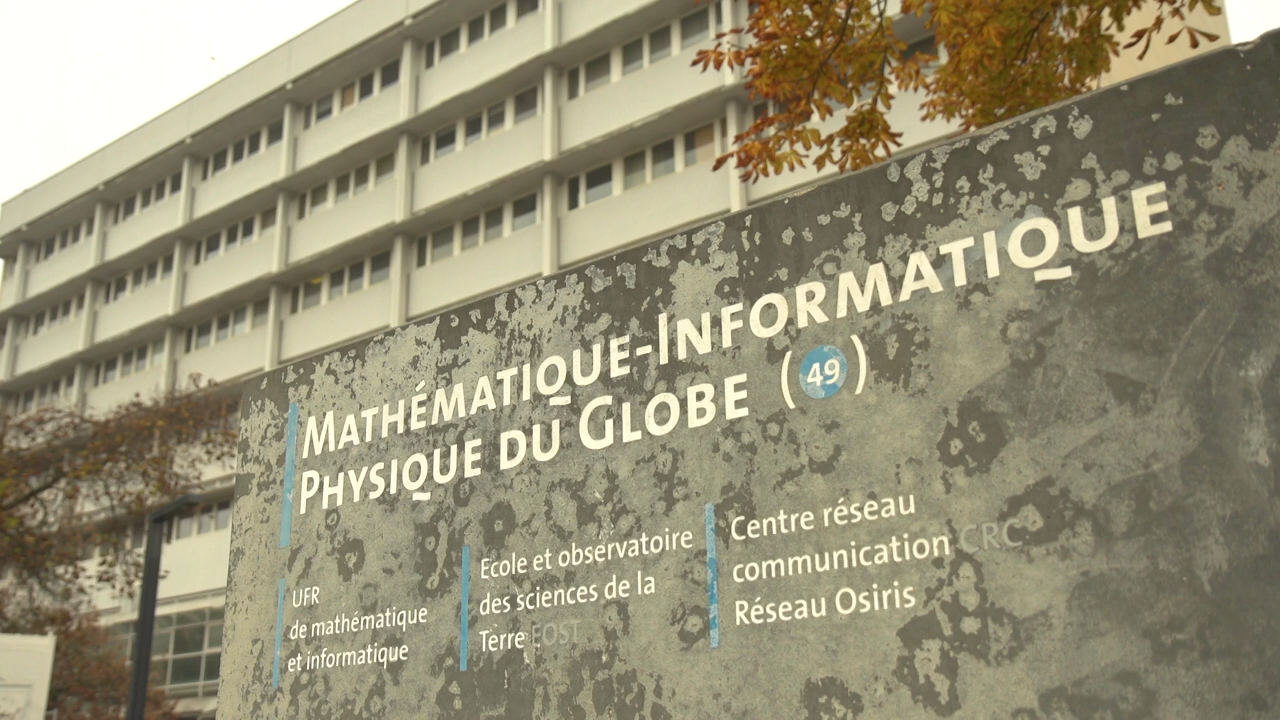 Mathématique-Informatique
Physique du Globe (49)
UFR
de mathématique
et informatique
Ecole et observatoire
des sciences de la
Terre EOST
Centre réseau
communication CRC
Réseau Osiris